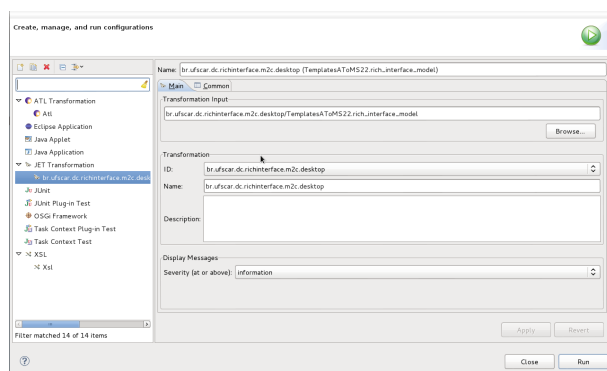 Create, manage, and run configurations
Name: br.ufscar.dc.richinterface.m2c.desktop (TemplatesAToMS22.rich_interface_model)
ATL Transformation
Atl
Eclipse Application
Java Applet
Java Application
JET Transformation
br.ufscar.dc.richinterface.m2c.desk
JUnit
JUnit Plug-in Test
OSGi Framework
Task Context Plug-in Test
Task Context Test
XSL
Xsl
Filter matched 14 of 14 items
Main Common
Transformation Input
br.ufscar.dc.richinterface.m2c.desktop/TemplatesAToMS22.rich_interface_model
Browse...
Transformation
ID: br.ufscar.dc.richinterface.m2c.desktop
Name: br.ufscar.dc.richinterface.m2c.desktop
Description:
Display Messages
Severity (at or above): information
Apply Revert
Close Run